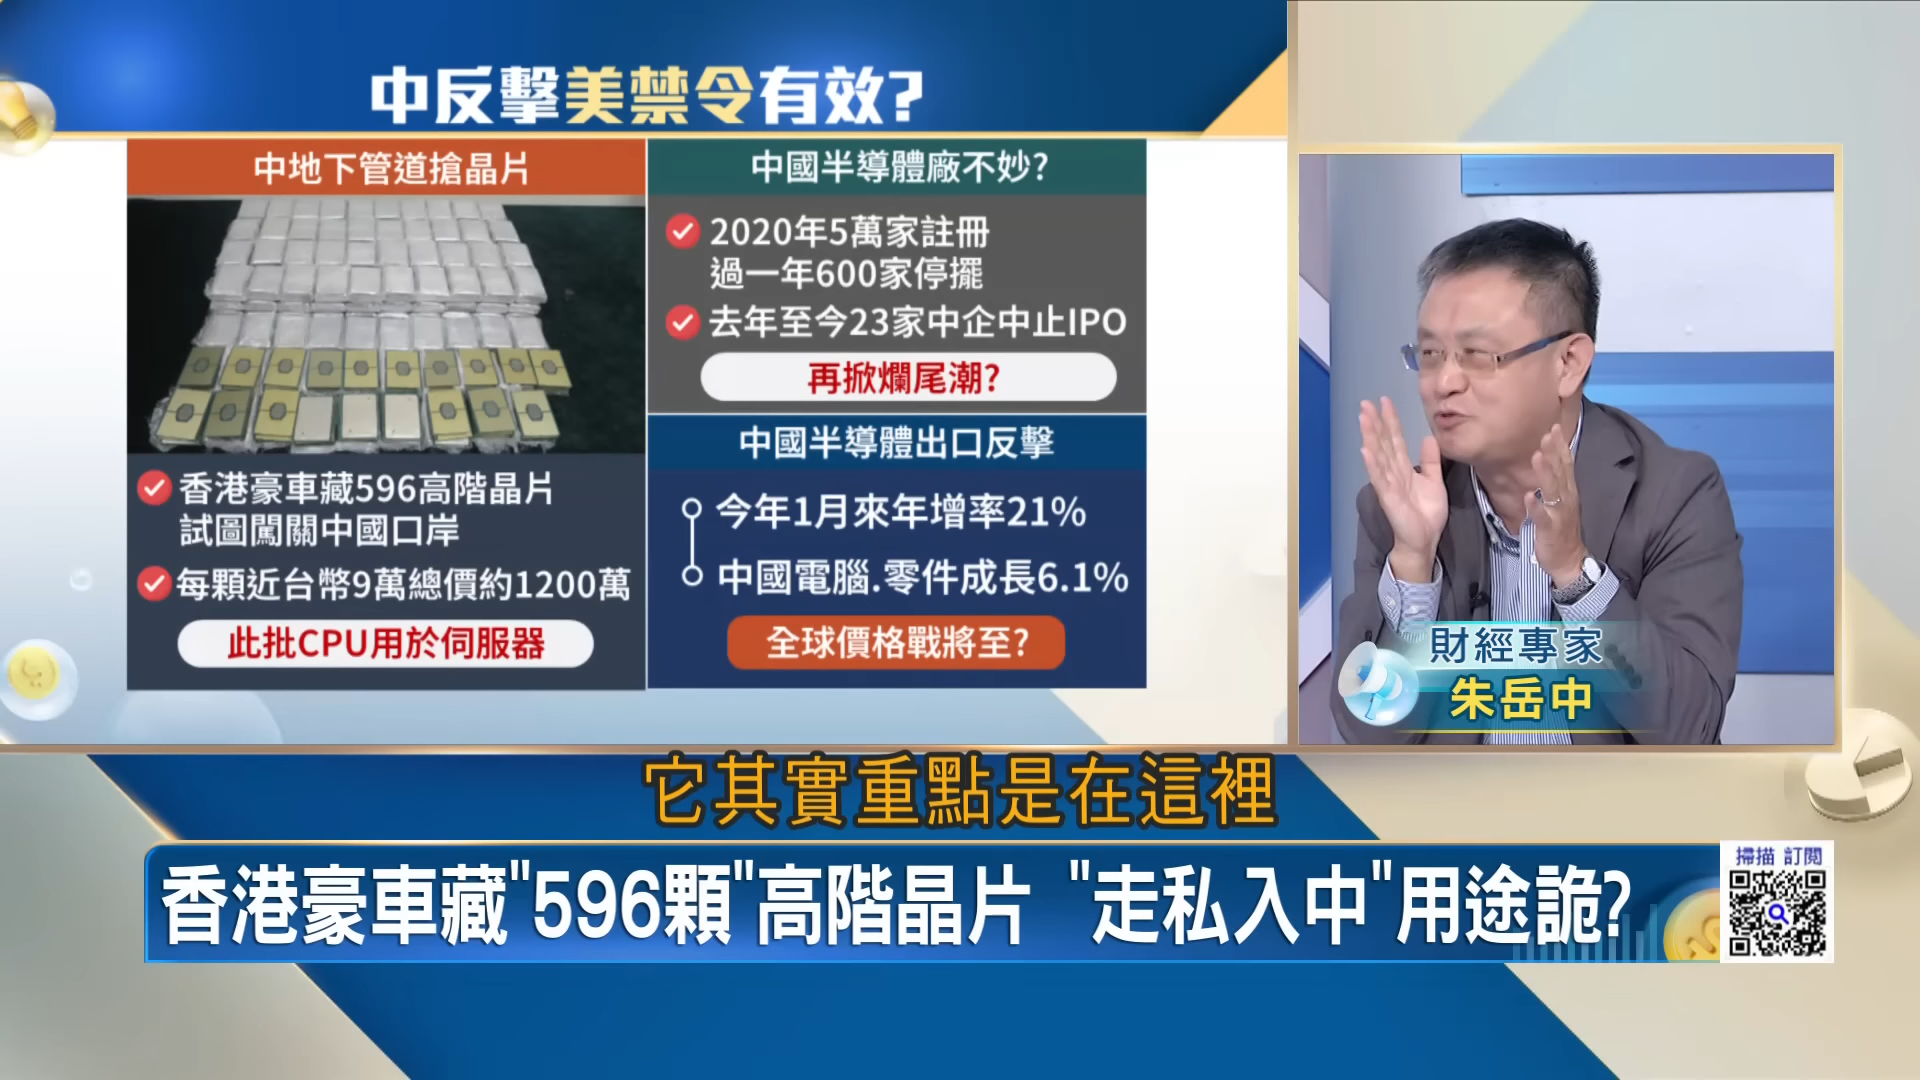 中反擊美禁令有效?
中地下管道搶晶片
香港豪車藏596高階晶片
試圖闖關中國口岸
每顆近台幣9萬總價約1200萬
此批CPU用於伺服器
中國半導體廠不妙?
2020年5萬家註冊
過一年600家停擺
去年至今23家中企中止IPO
再掀爛尾潮?
中國半導體出口反擊
今年1月來年增率21%
中國電腦.零件成長6.1%
全球價格戰將至?
財經專家
朱岳中
它其實重點是在這裡
香港豪車藏"596顆"高階晶片 "走私入中"用途詭?
掃描 訂閱